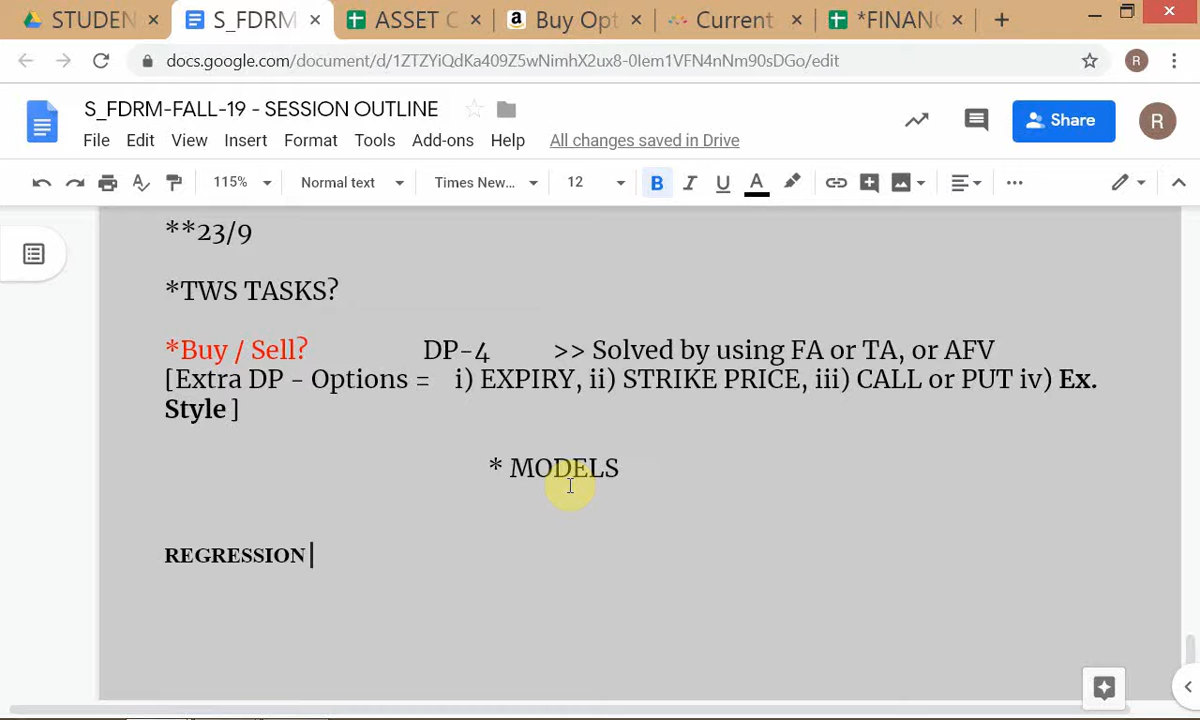 STUDEN
S_FDRM
ASSET C
Buy Opt
Current
*FINANC
docs.google.com/document/d/1ZTZYiQdKa409Z5wNimhX2ux8-0Iem1VFN4nNm90sDGo/edit
R
S_FDRM-FALL-19 - SESSION OUTLINE
Share
R
File Edit View Insert Format Tools Add-ons Help All changes saved in Drive
115% Normal text Times New... 12 B I U A
**23/9
*TWS TASKS?
*Buy / Sell? DP-4 >> Solved by using FA or TA, or AFV
[Extra DP - Options = i) EXPIRY, ii) STRIKE PRICE, iii) CALL or PUT iv) Ex.
Style]
* MODELS
REGRESSION